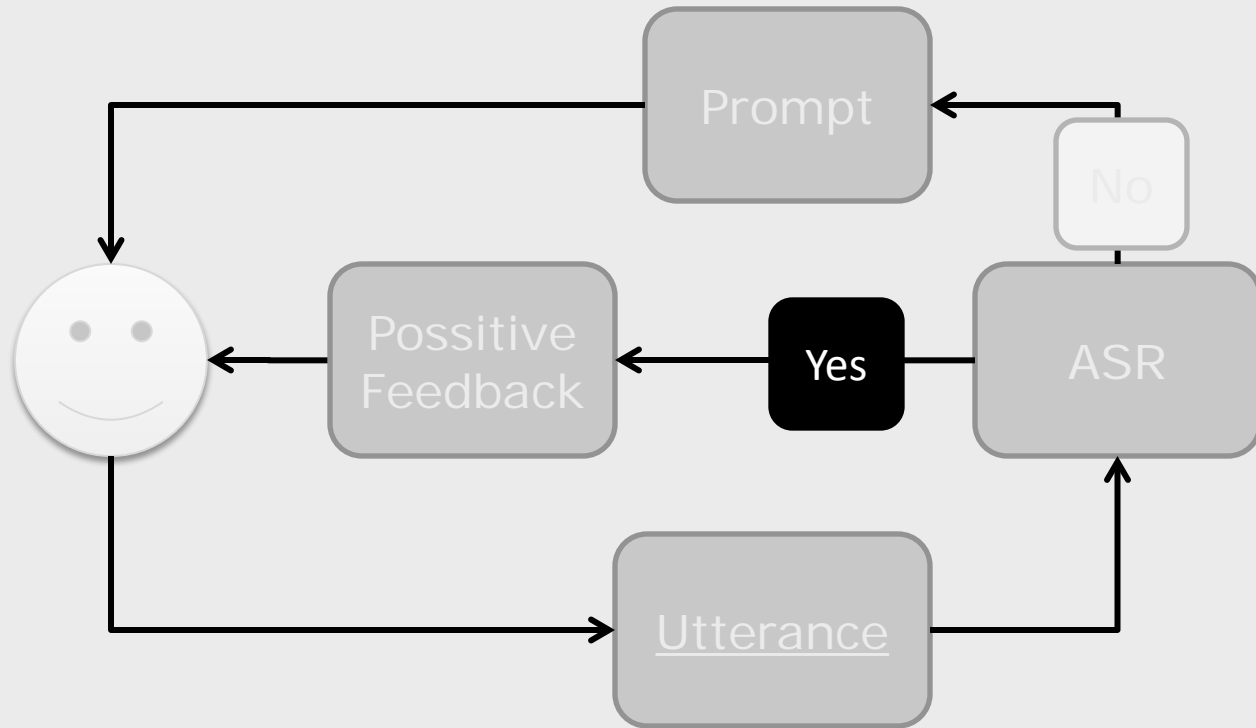 Prompt
No
Possitive
Feedback
Yes
ASR
Utterance